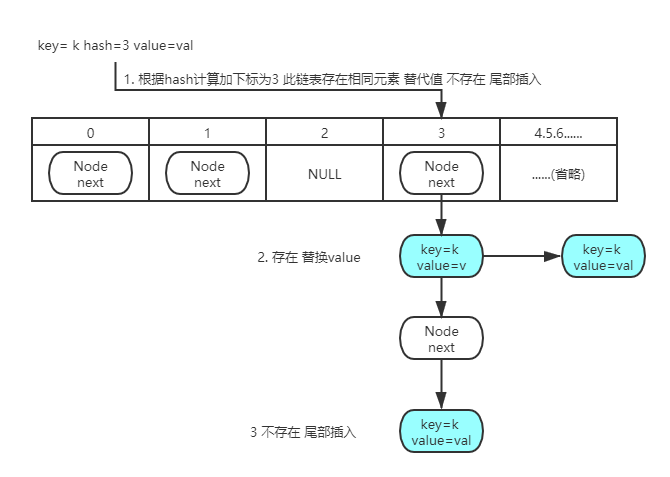 key= k hash=3 value=val
1. 根据hash计算加下标为3 此链表存在相同元素 替代值 不存在 尾部插入
0 1 2 3 4.5.6......
Node
next
Node
next
NULL
Node
next
......(省略)
2. 存在 替换value
key=k
value=v
key=k
value=val
Node
next
3 不存在 尾部插入
key=k
value=val